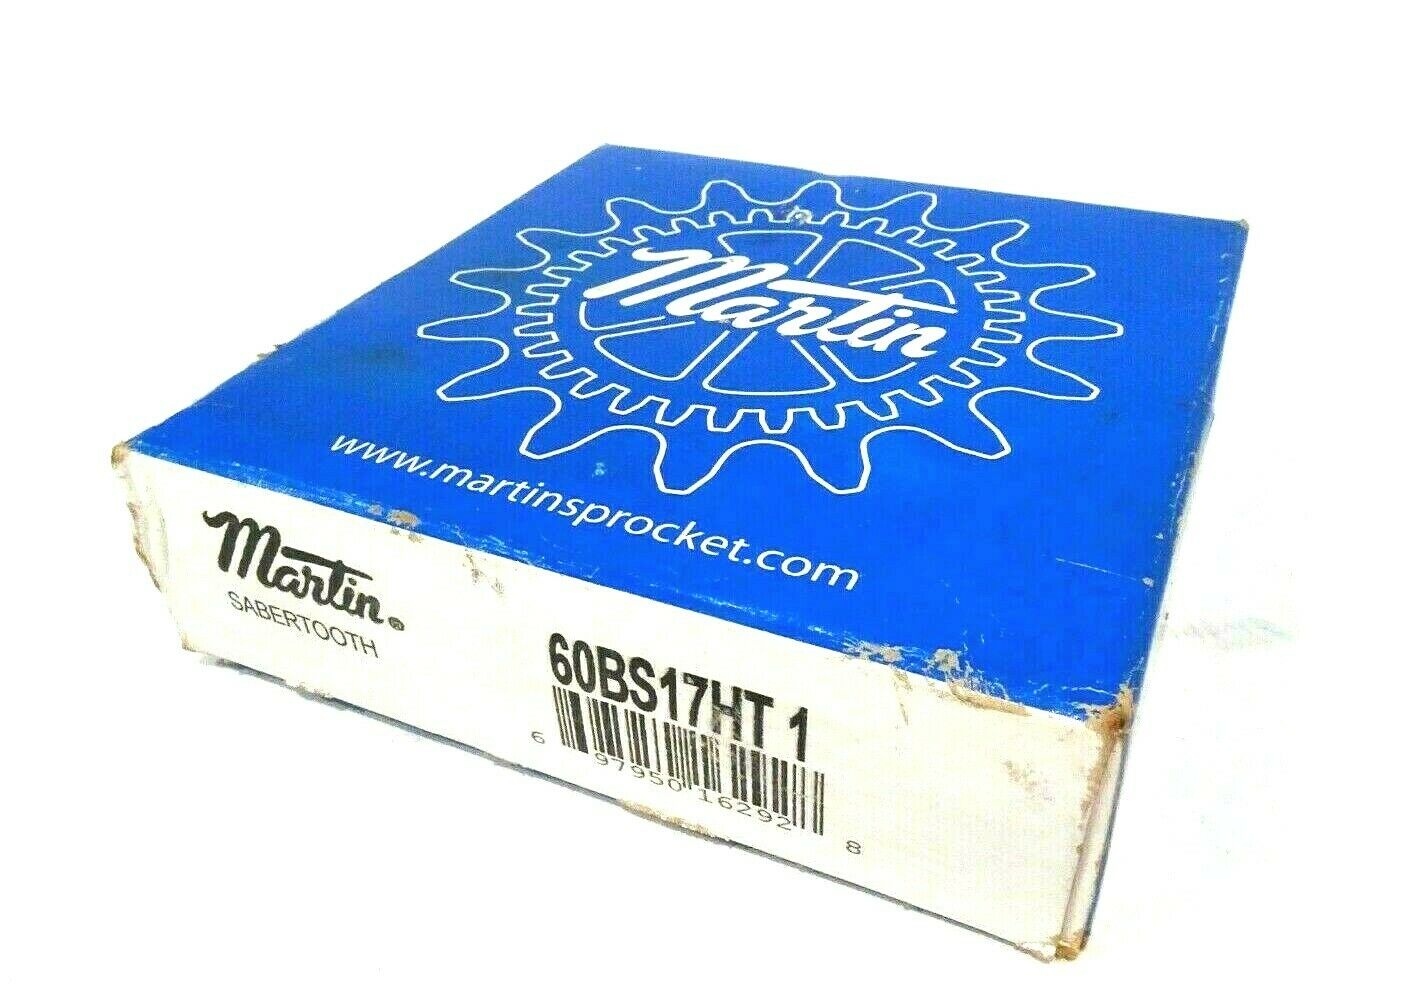 Martin
www.martinsprocket.com
Martin®
SABERTOOTH
60BS17HT 1
6 97950 16292 8